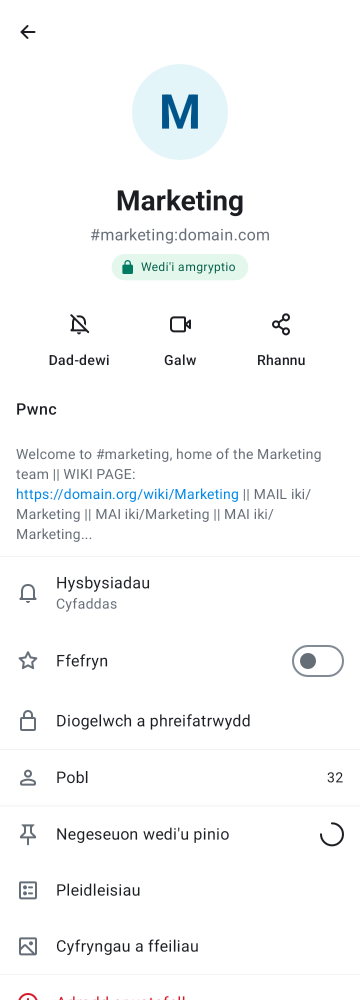 M
Marketing
#marketing:domain.com
Wedi'i amgryptio
Dad-dewi Galw Rhannu
Pwnc
Welcome to #marketing, home of the Marketing
team || WIKI PAGE:
https://domain.org/wiki/Marketing || MAIL iki/
Marketing || MAI iki/Marketing || MAI iki/
Marketing...
Hysbysiadau
Cyfaddas
Ffefryn
Diogelwch a phreifatrwydd
Pobl 32
Negeseuon wedi'u pinio
Pleidleisiau
Cyfryngau a ffeiliau